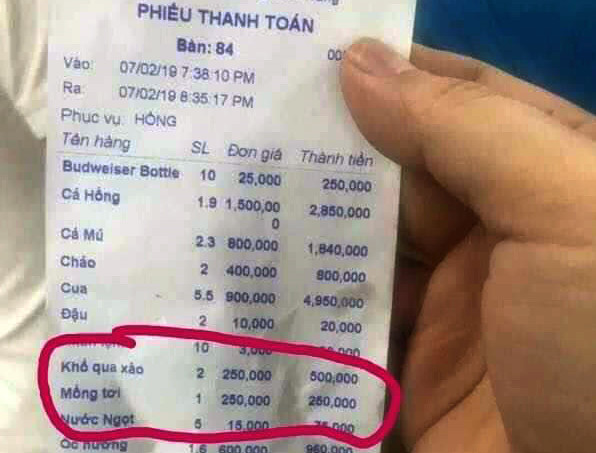 PHIẾU THANH TOÁN
Bàn: 84
Vào: 07/02/19 7:38:10 PM
Ra: 07/02/19 8:35:17 PM
Phục vụ: HỒNG
Tên hàng SL Đơn giá Thành tiền
Budweiser Bottle 10 25,000 250,000
Cá Hồng 1.9 1,500,00 2,850,000
0
Cá Mú 2.3 800,000 1,840,000
Cháo 2 400,000 800,000
Cua 5.5 900,000 4,950,000
Đậu 2 10,000 20,000
10 3,000
Khổ qua xào 2 250,000 500,000
Mồng tơi 1 250,000 250,000
Nước Ngọt 5 15,000 75,000
Ốc hương 1.6 600,000 960,000